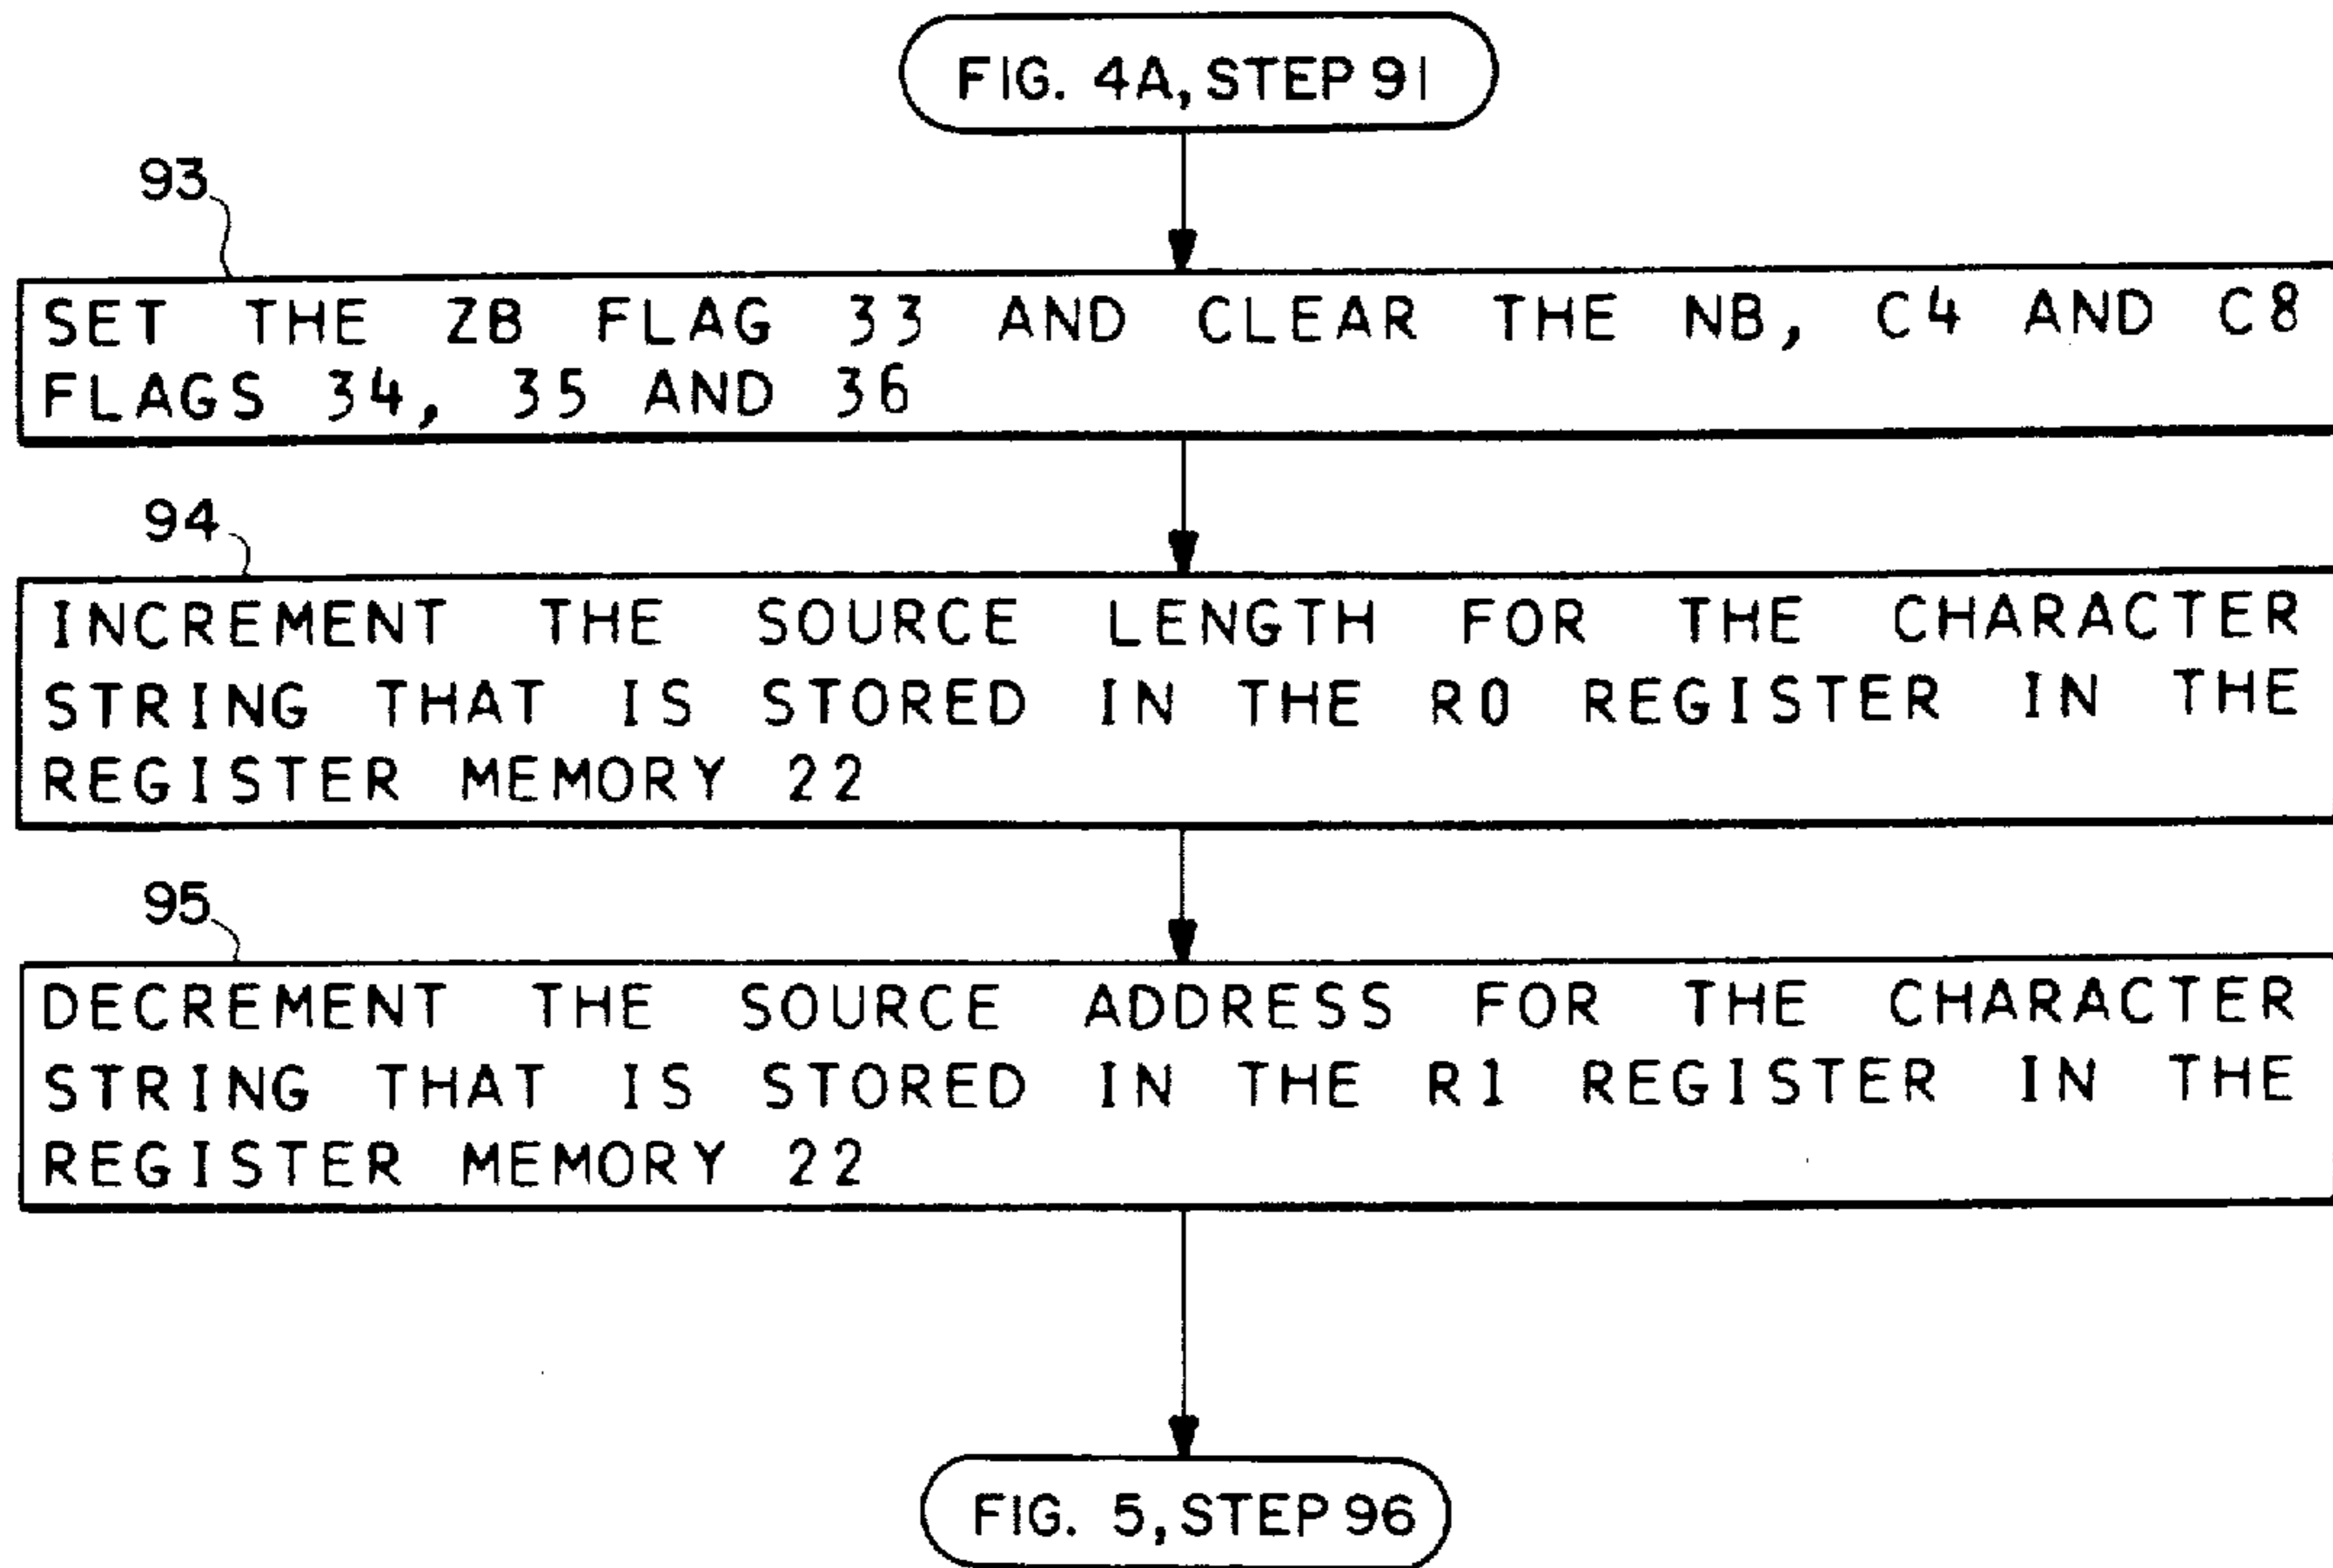 FIG. 4A, STEP 91
93
SET THE ZB FLAG 33 AND CLEAR THE NB, C4 AND C8
FLAGS 34, 35 AND 36
94
INCREMENT THE SOURCE LENGTH FOR THE CHARACTER
STRING THAT IS STORED IN THE R0 REGISTER IN THE
REGISTER MEMORY 22
95
DECREMENT THE SOURCE ADDRESS FOR THE CHARACTER
STRING THAT IS STORED IN THE R1 REGISTER IN THE
REGISTER MEMORY 22
FIG. 5, STEP 96